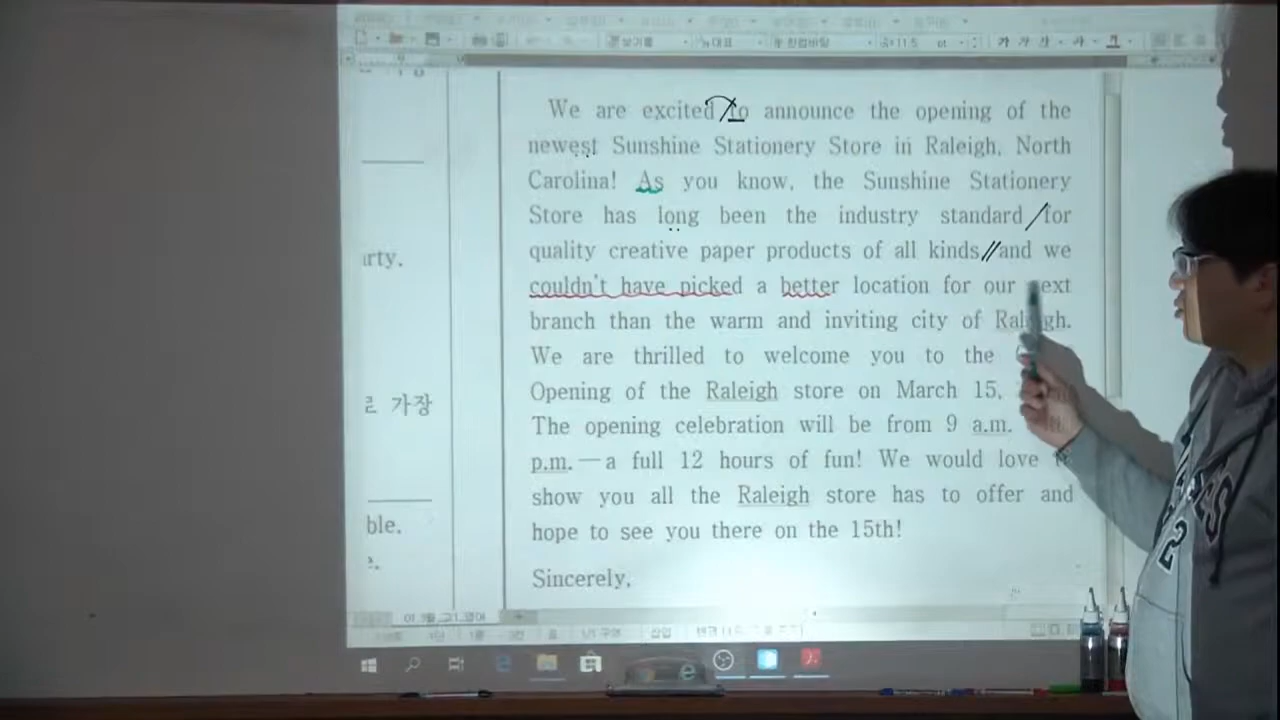 We are excited to announce the opening of the
newest Sunshine Stationery Store in Raleigh, North
Carolina! As you know, the Sunshine Stationery
Store has long been the industry standard for
quality creative paper products of all kinds and we
couldn't have picked a better location for our next
branch than the warm and inviting city of Raleigh.
We are thrilled to welcome you to the
Opening of the Raleigh store on March 15,
The opening celebration will be from 9 a.m.
p.m.—a full 12 hours of fun! We would love
show you all the Raleigh store has to offer and
hope to see you there on the 15th!
Sincerely,
arty.
가장
ble.